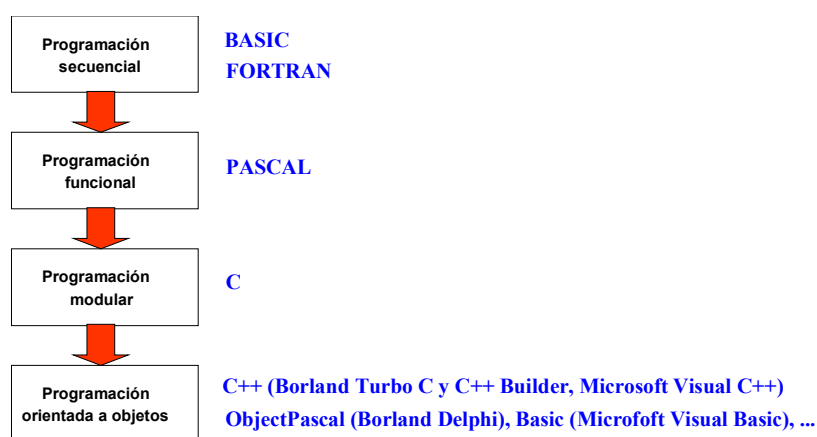 Programación
secuencial
BASIC
FORTRAN
Programación
funcional
PASCAL
Programación
modular
C
Programación
orientada a objetos
C++ (Borland Turbo C y C++ Builder, Microsoft Visual C++)
ObjectPascal (Borland Delphi), Basic (Microfoft Visual Basic), ...